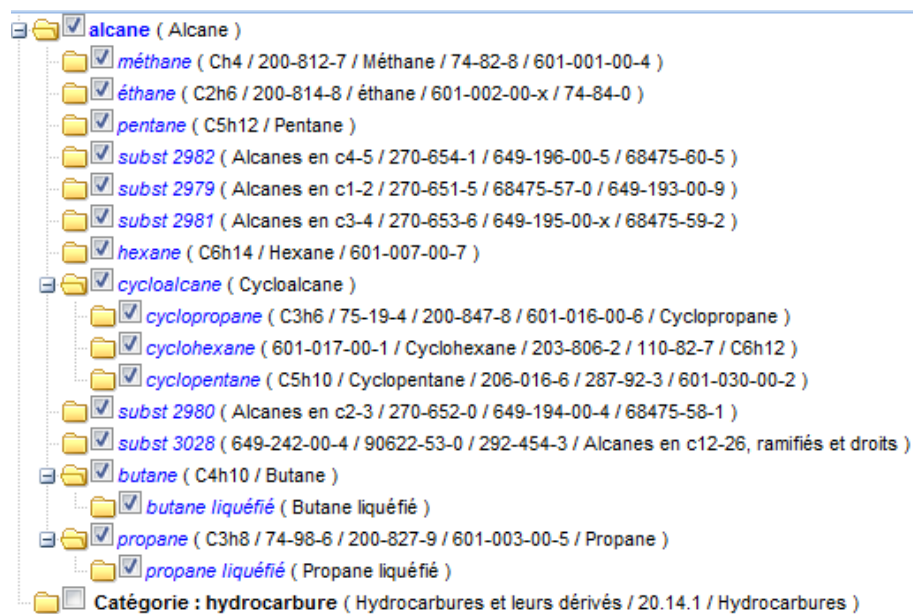 alcane ( Alcane )
méthane ( Ch4 / 200-812-7 / Méthane / 74-82-8 / 601-001-00-4 )
éthane ( C2h6 / 200-814-8 / éthane / 601-002-00-x / 74-84-0 )
pentane ( C5h12 / Pentane )
subst 2982 ( Alcanes en c4-5 / 270-654-1 / 649-196-00-5 / 68475-60-5 )
subst 2979 ( Alcanes en c1-2 / 270-651-5 / 68475-57-0 / 649-193-00-9 )
subst 2981 ( Alcanes en c3-4 / 270-653-6 / 649-195-00-x / 68475-59-2 )
hexane ( C6h14 / Hexane / 601-007-00-7 )
cycloalcane ( Cycloalcane )
cyclopropane ( C3h6 / 75-19-4 / 200-847-8 / 601-016-00-6 / Cyclopropane )
cyclohexane ( 601-017-00-1 / Cyclohexane / 203-806-2 / 110-82-7 / C6h12 )
cyclopentane ( C5h10 / Cyclopentane / 206-016-6 / 287-92-3 / 601-030-00-2 )
subst 2980 ( Alcanes en c2-3 / 270-652-0 / 649-194-00-4 / 68475-58-1 )
subst 3028 ( 649-242-00-4 / 90622-53-0 / 292-454-3 / Alcanes en c12-26, ramifiés et droits )
butane ( C4h10 / Butane )
butane liquéfié ( Butane liquéfié )
propane ( C3h8 / 74-98-6 / 200-827-9 / 601-003-00-5 / Propane )
propane liquéfié ( Propane liquéfié )
Catégorie : hydrocarbure ( Hydrocarbures et leurs dérivés / 20.14.1 / Hydrocarbures )